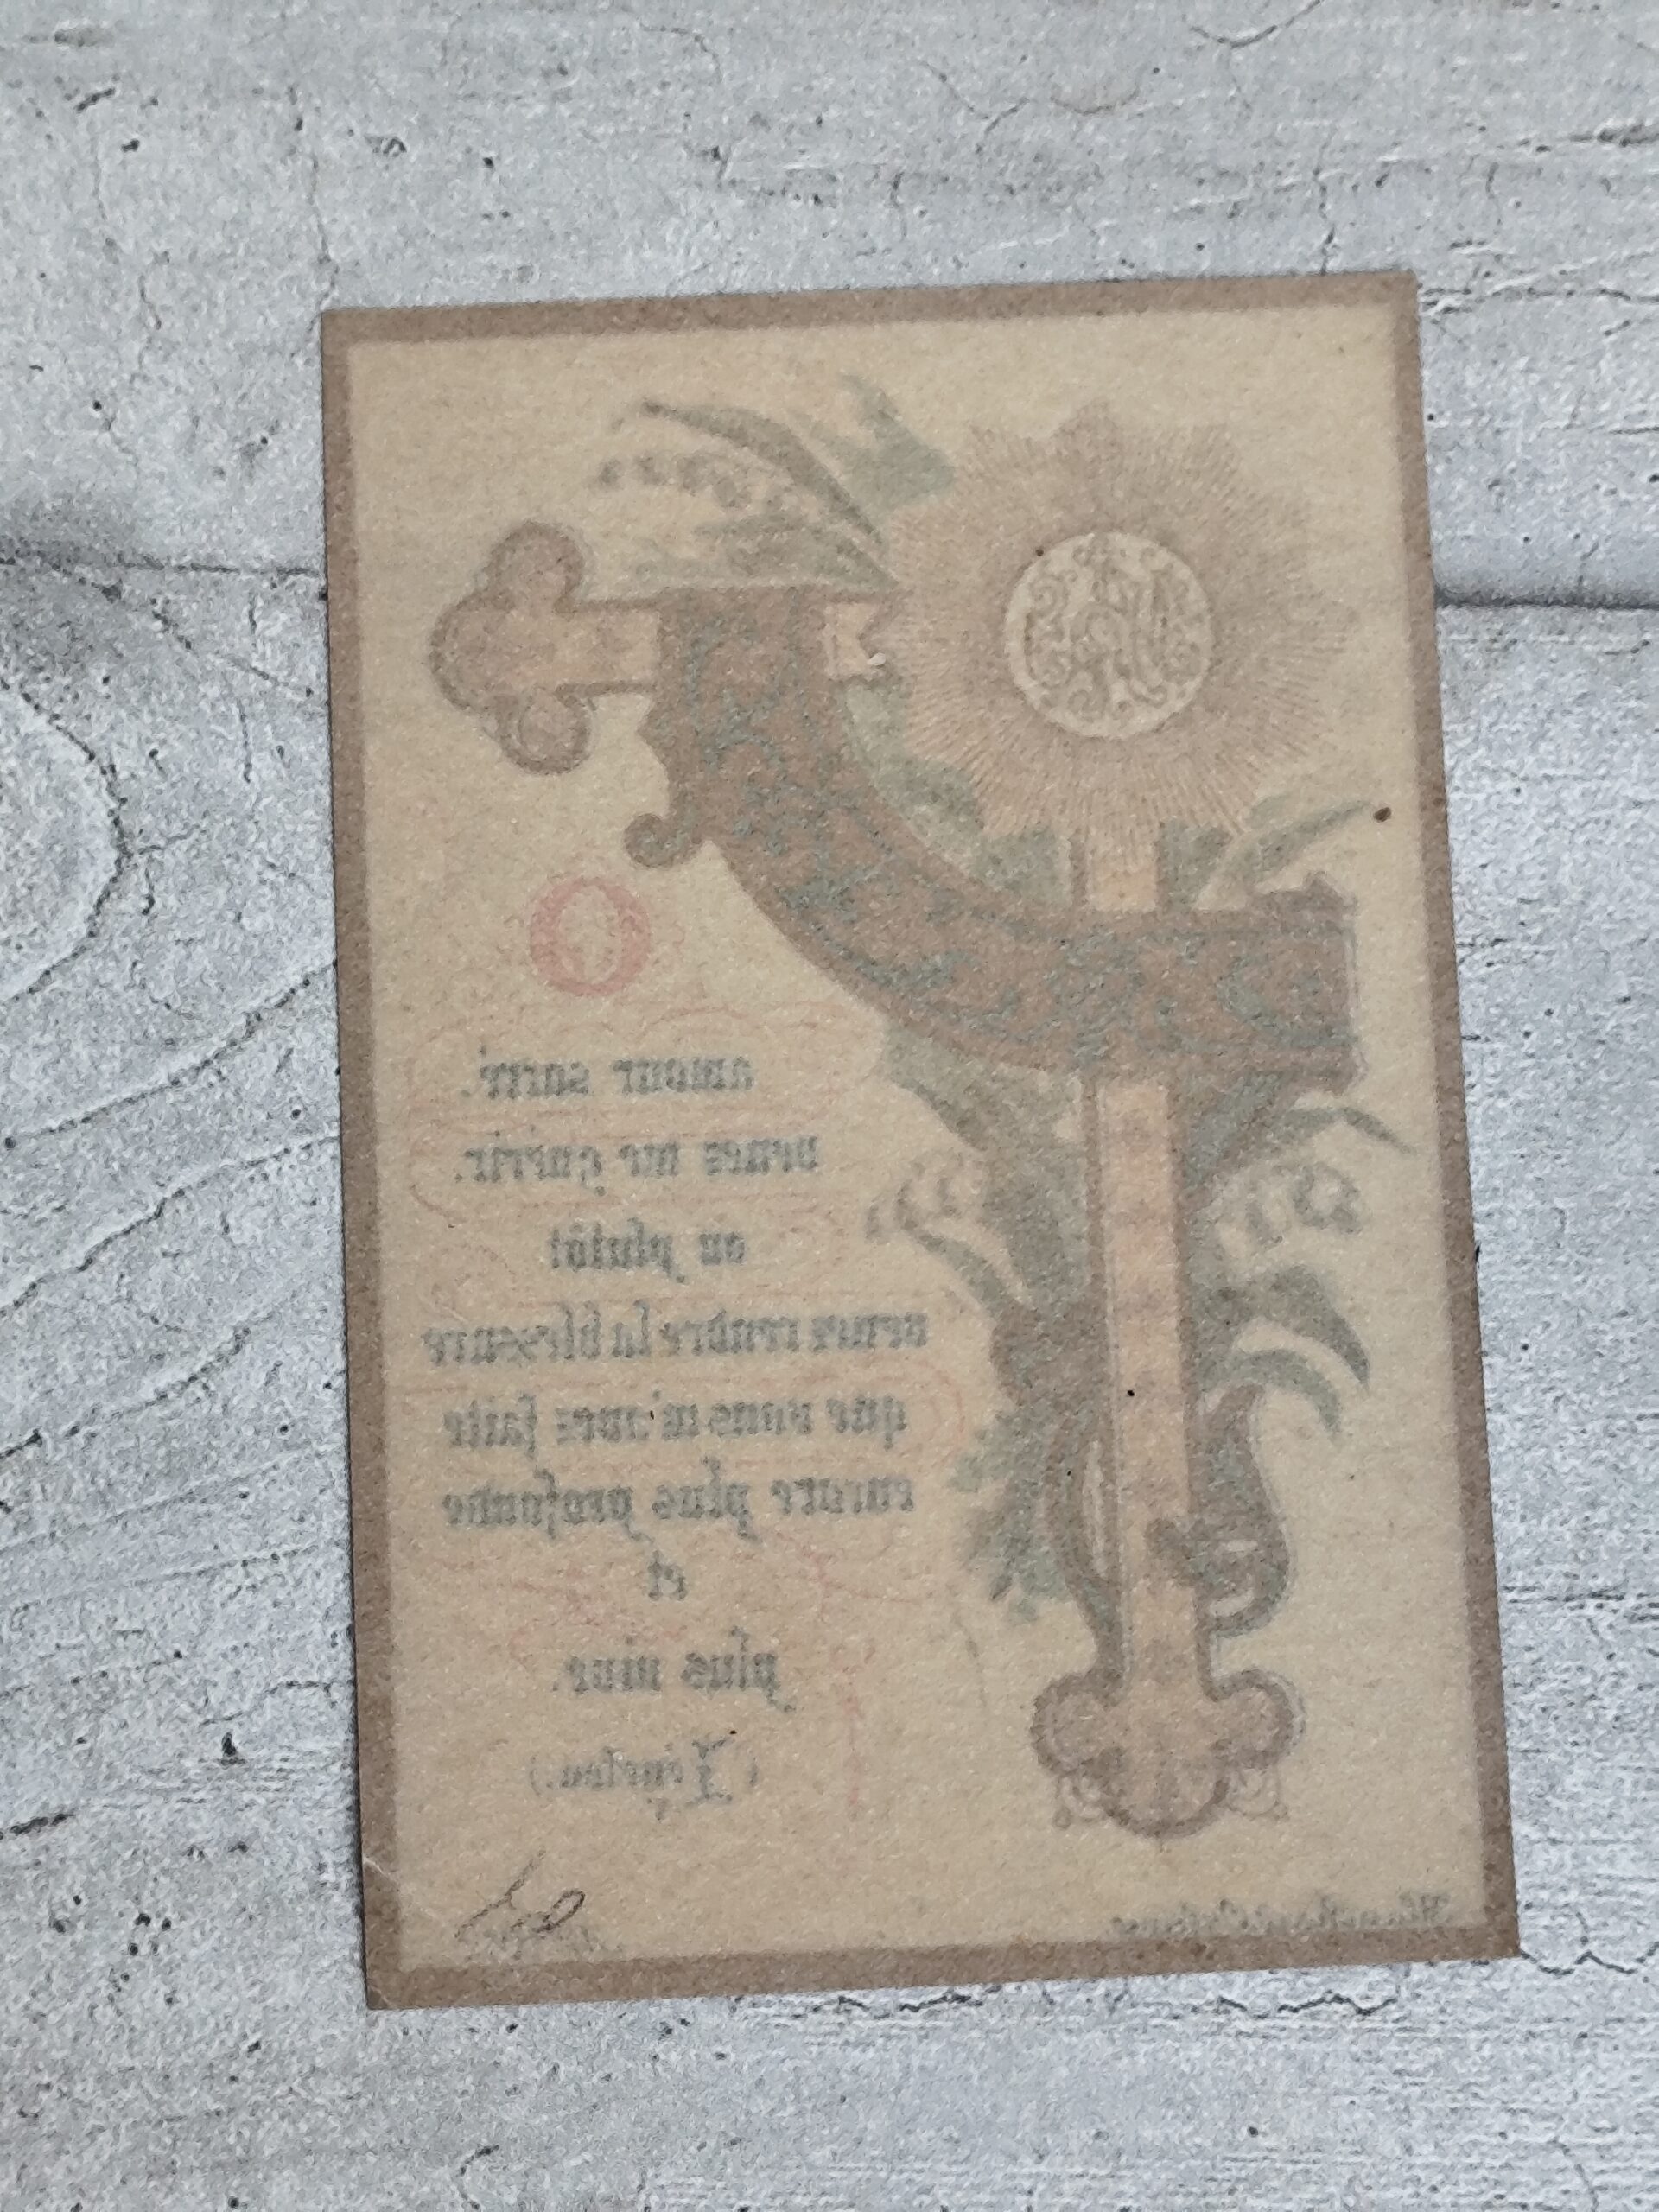 O
amour sacré.
venez me guérir.
ou plutôt
venez rendre la blessure
que vous m'avez faite
encore plus profonde
et
plus vive.
(Fénelon.)